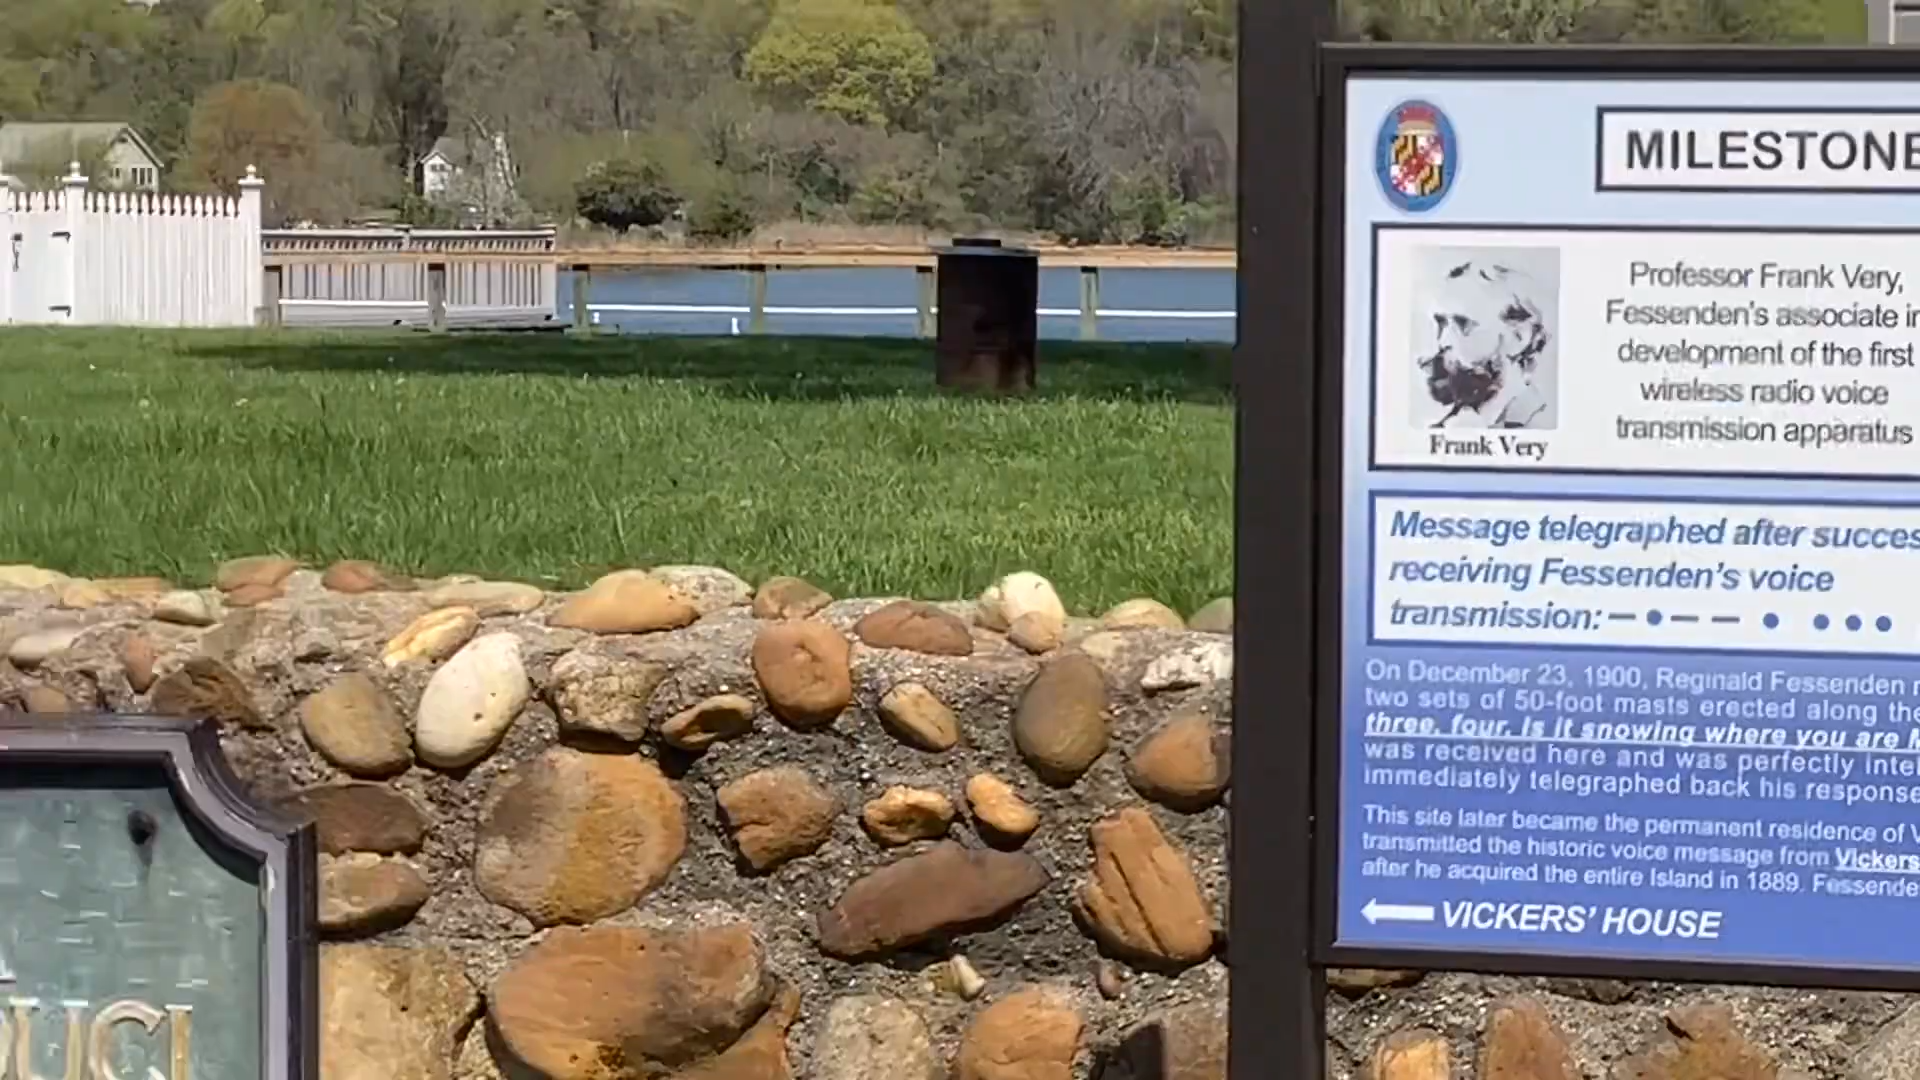 MILESTONE
Professor Frank Very,
Fessenden's associate in
development of the first
wireless radio voice
transmission apparatus
Frank Very
Message telegraphed after succes
receiving Fessenden's voice
transmission: — • — — • • • •
On December 23, 1900, Reginald Fessenden
two sets of 50-foot masts erected along the
three, four. Is it snowing where you are M
was received here and was perfectly intel
immediately telegraphed back his response
This site later became the permanent residence of V
transmitted the historic voice message from Vickers
after he acquired the entire Island in 1889. Fessende
VICKERS' HOUSE
UCI